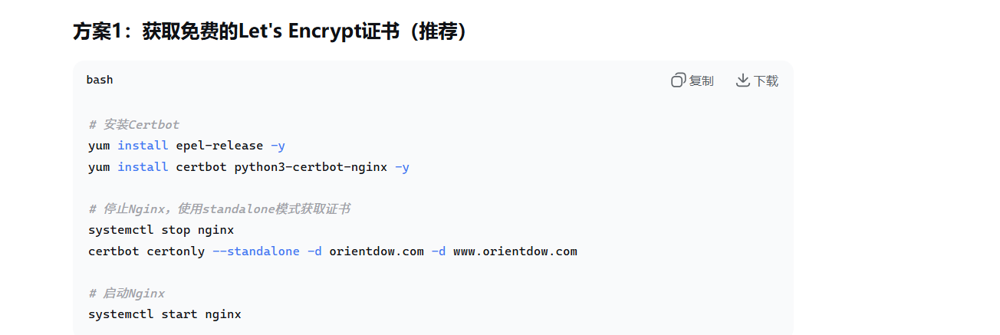 方案1：获取免费的Let's Encrypt证书（推荐）
bash
复制
下载
# 安装Certbot
yum install epel-release -y
yum install certbot python3-certbot-nginx -y
# 停止Nginx，使用standalone模式获取证书
systemctl stop nginx
certbot certonly --standalone -d orientdow.com -d www.orientdow.com
# 启动Nginx
systemctl start nginx